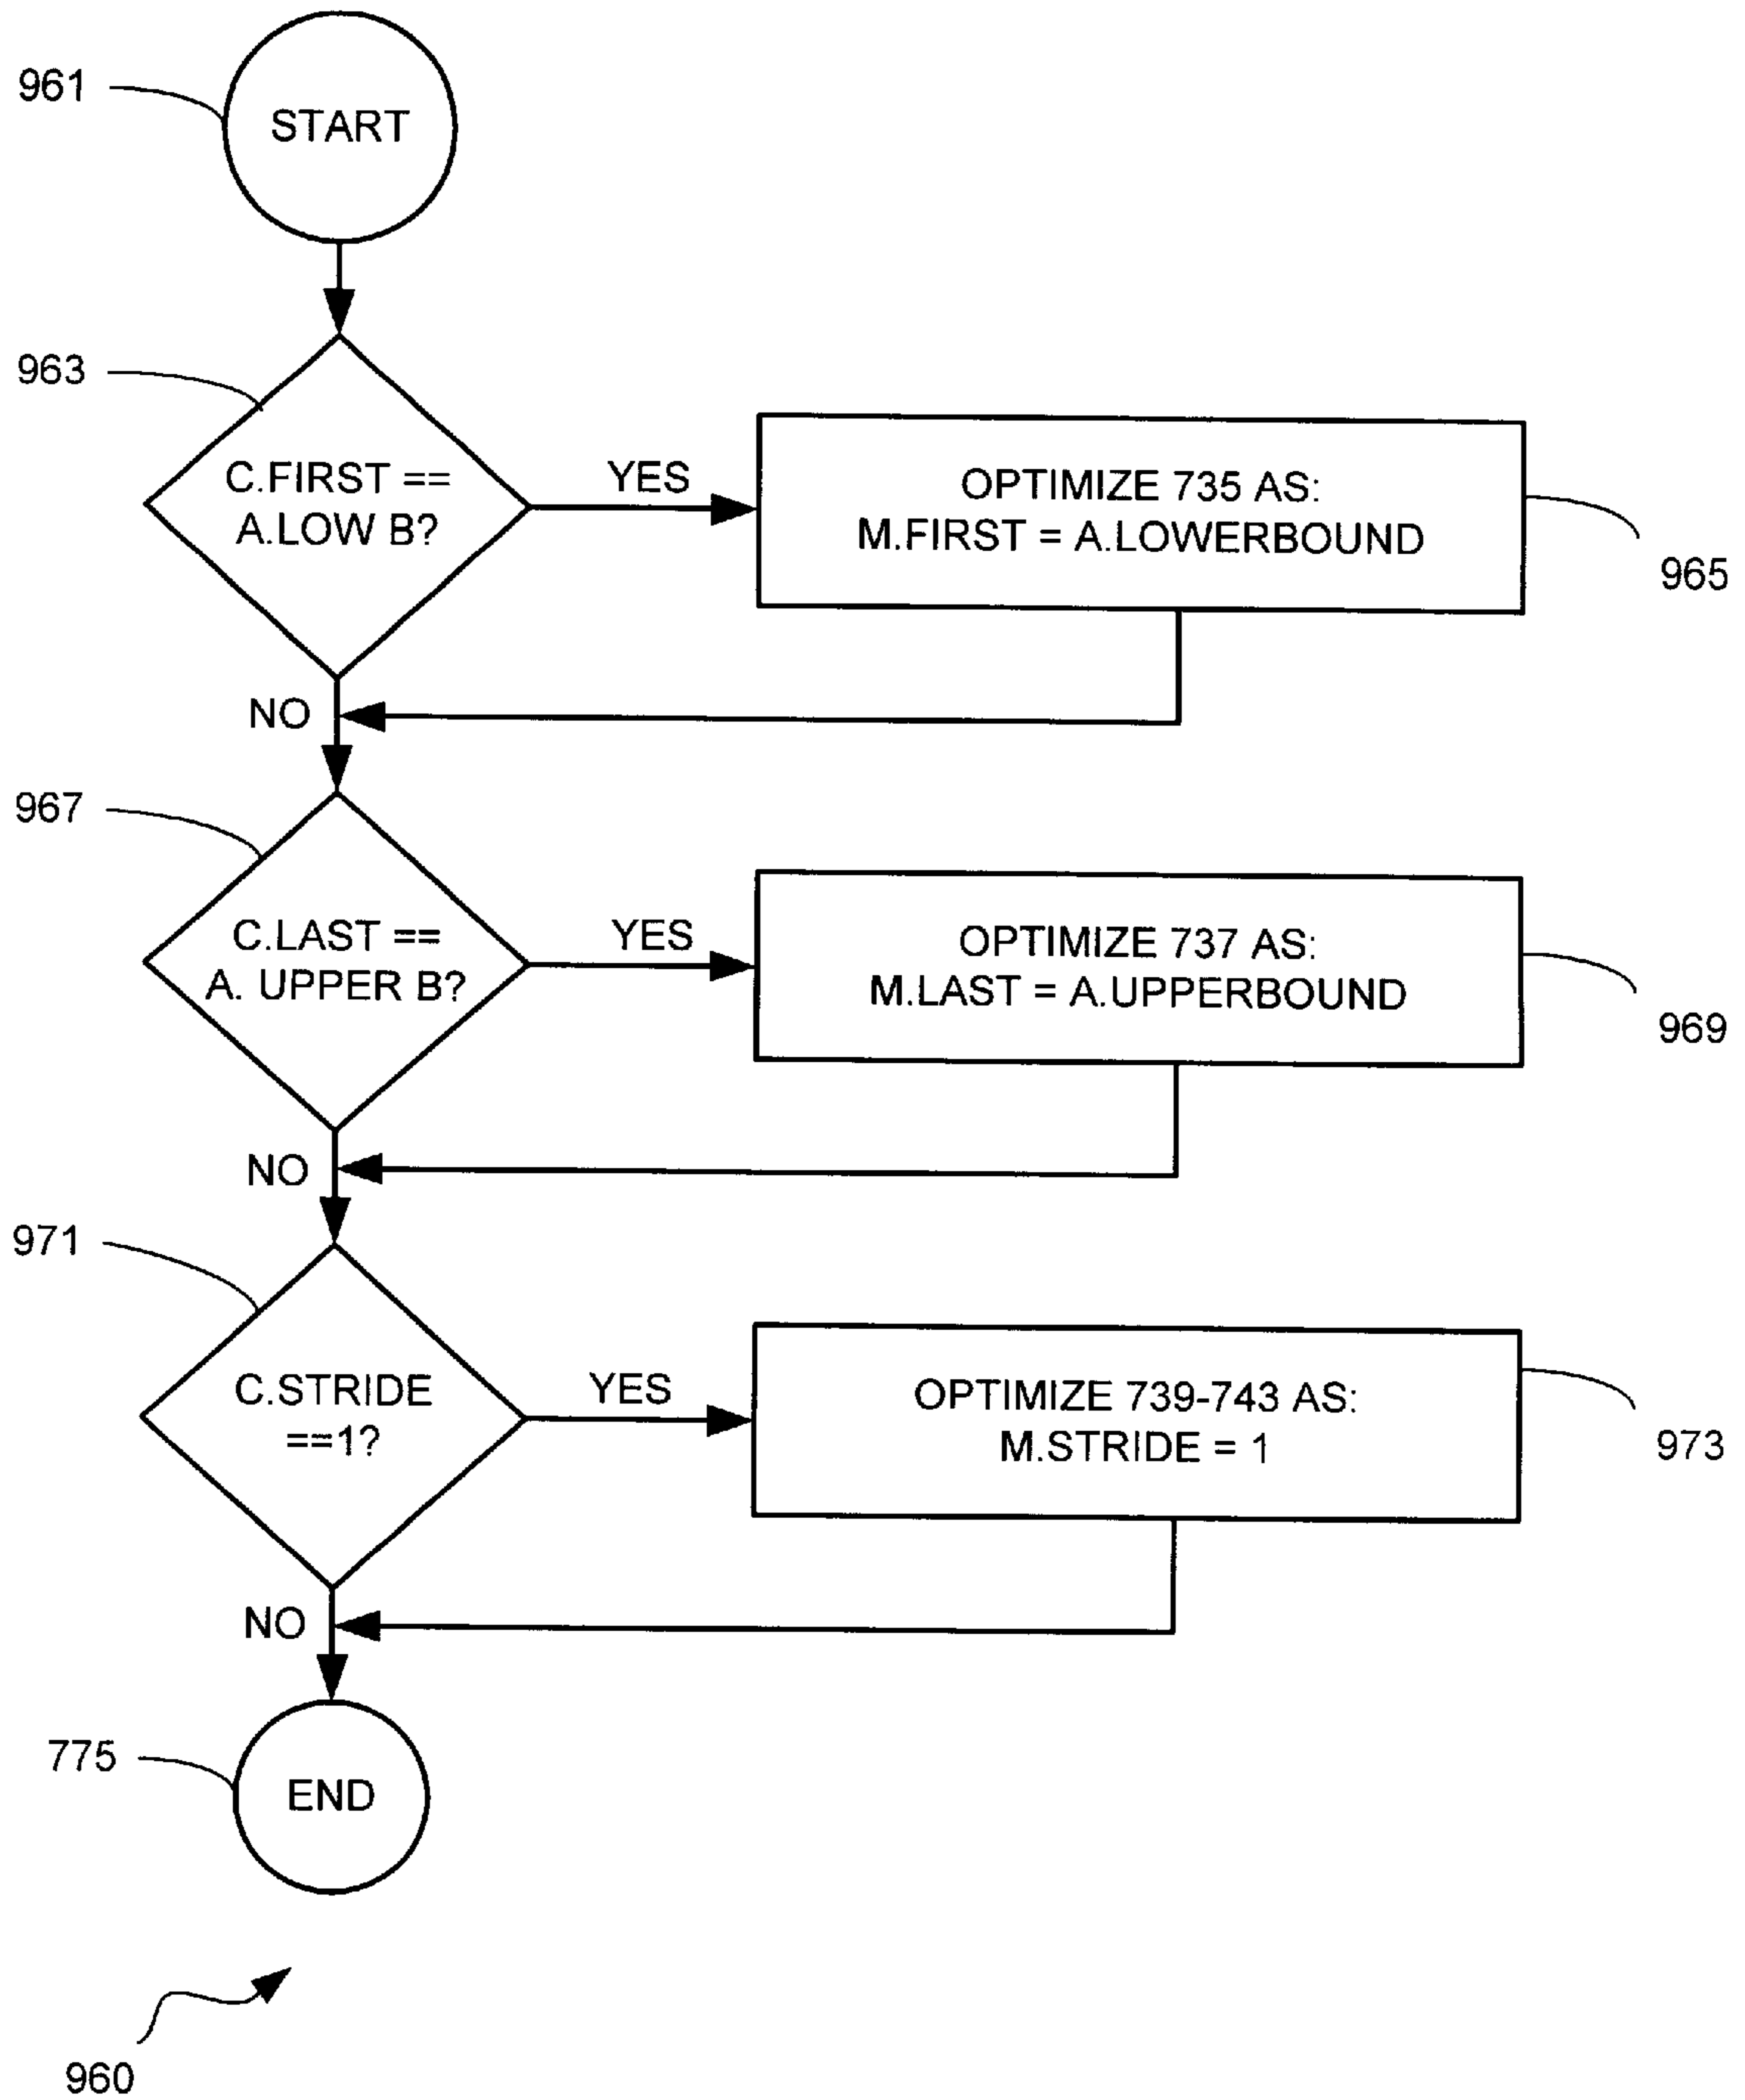 961
START
963
C.FIRST ==
A.LOW B?
YES
OPTIMIZE 735 AS:
M.FIRST = A.LOWERBOUND
965
NO
967
C.LAST ==
A. UPPER B?
YES
OPTIMIZE 737 AS:
M.LAST = A.UPPERBOUND
969
NO
971
C.STRIDE
==1?
YES
OPTIMIZE 739-743 AS:
M.STRIDE = 1
973
NO
775
END
960